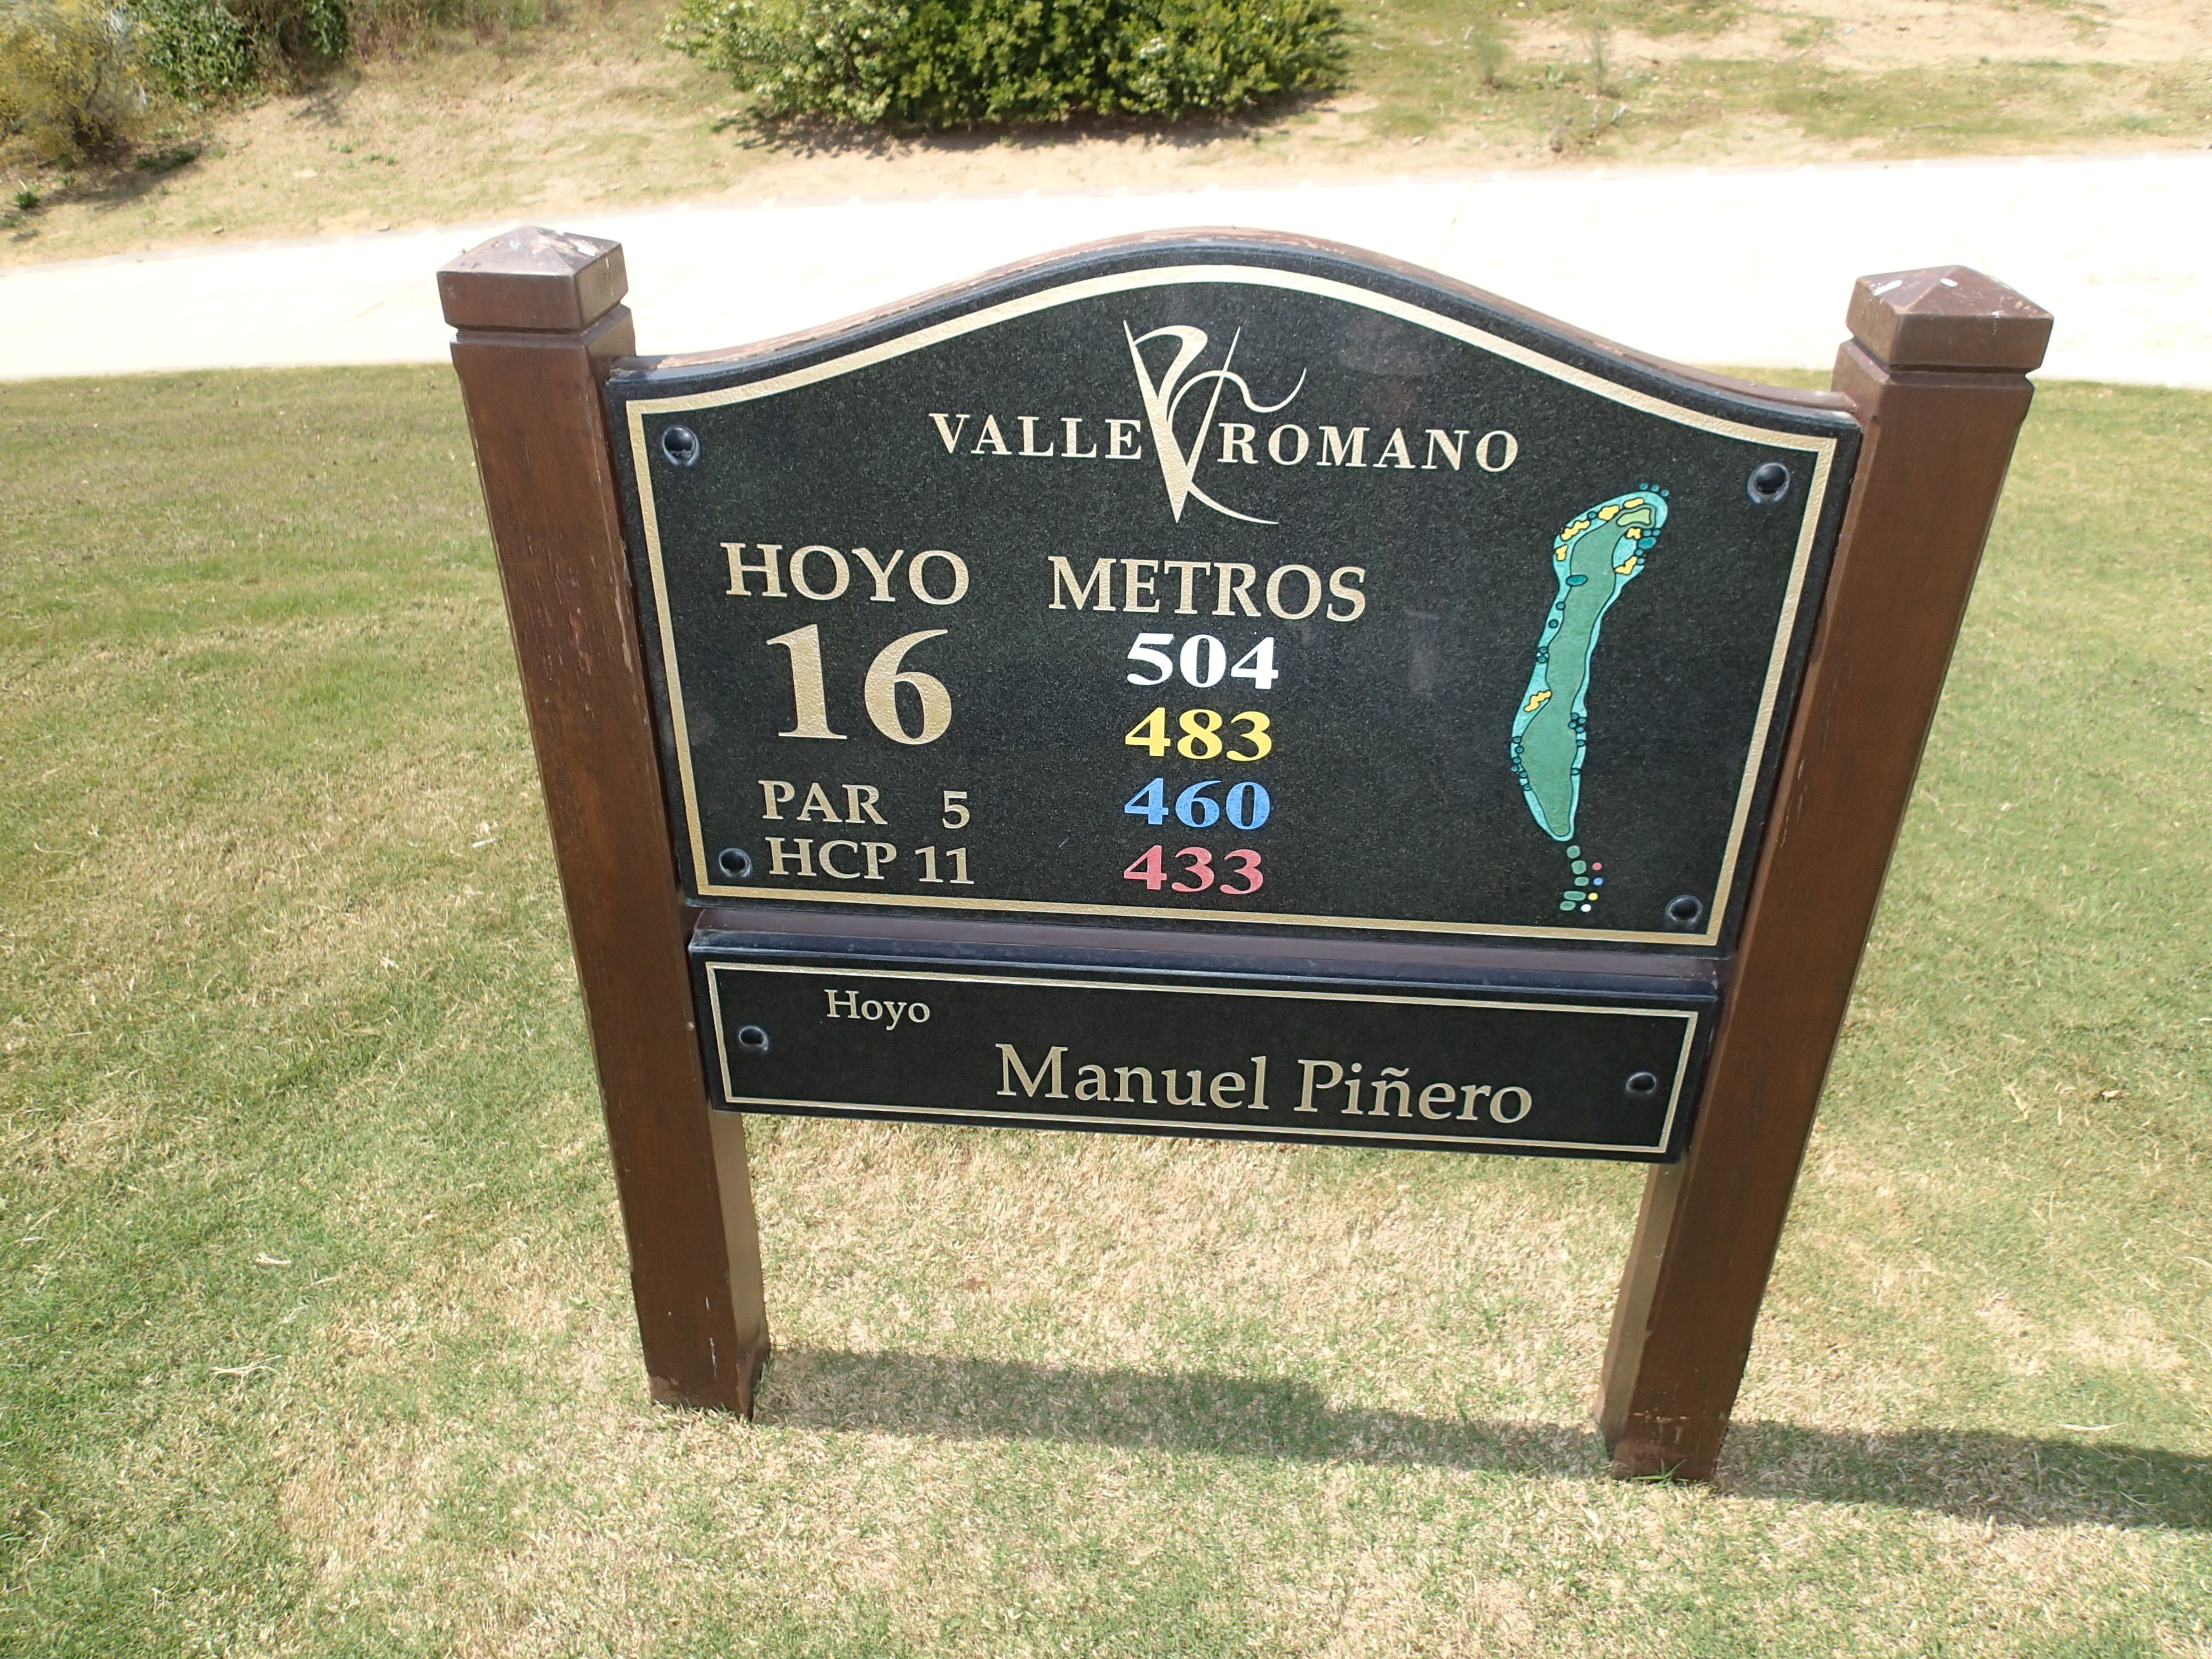 VALLE ROMANO
HOYO METROS
16
504
483
460
433
PAR 5
HCP 11
Hoyo
Manuel Piñero